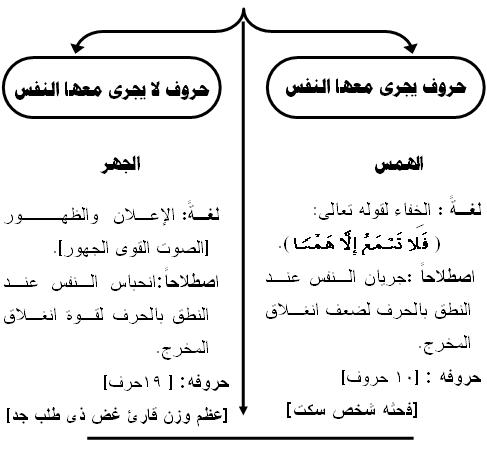 حروف يجرى معها النفس
الهمس
لغـــةً : الخفاء لقوله تعالى:
( فَلَا تَسْمَعُ إِلَّا هَمْسًا ).
اصطلاحاً :جريان النفس عند
النطق بالحرف لضعف انغلاق
المخرج.
حروفه : [١٠ حروف]
[فحثه شخص سكت]
حروف لا يجرى معها النفس
الجهر
لغـــةً: الإعلان والظهور
[الصوت القوى الجهور].
اصطلاحاً:انحباس النفس عند
النطق بالحرف لقوة انغلاق
المخرج.
حروفه : [ ١٩حرف]
[عظم وزن قارئ غض ذى طلب جد]